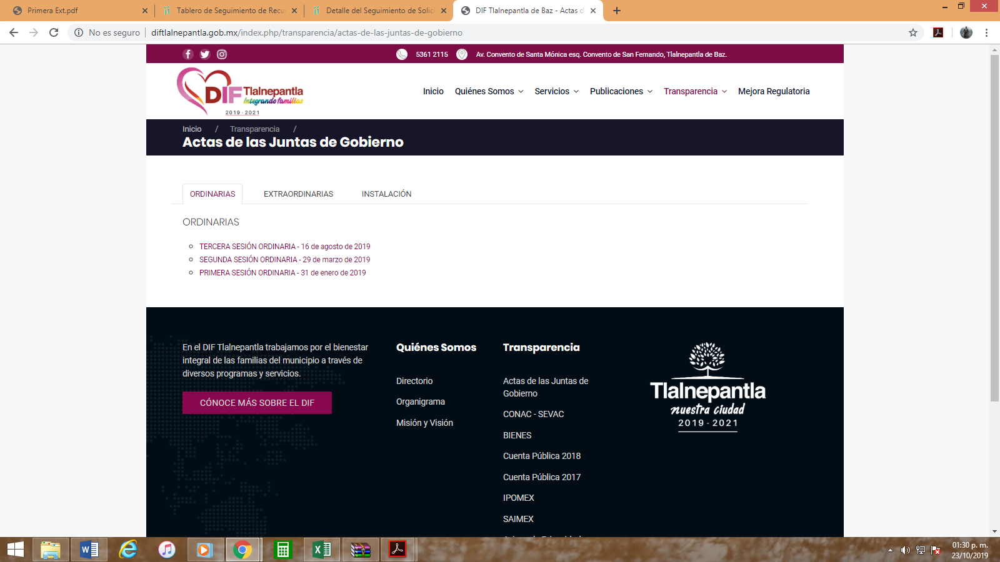 Primera Ext.pdf
Tablero de Seguimiento de Recu
Detalle del Seguimiento de Solic
DIF Tlalnepantla de Baz - Actas d
No es seguro
diftlalnepantla.gob.mx/index.php/transparencia/actas-de-las-juntas-de-gobierno
5361 2115
Av. Convento de Santa Mónica esq. Convento de San Fernando, Tlalnepantla de Baz.
DIF Tlalnepantla
Integrando familias
2019 - 2021
Inicio
Quiénes Somos
Servicios
Publicaciones
Transparencia
Mejora Regulatoria
Inicio / Transparencia /
Actas de las Juntas de Gobierno
ORDINARIAS
EXTRAORDINARIAS
INSTALACIÓN
ORDINARIAS
TERCERA SESIÓN ORDINARIA - 16 de agosto de 2019
SEGUNDA SESIÓN ORDINARIA - 29 de marzo de 2019
PRIMERA SESIÓN ORDINARIA - 31 de enero de 2019
En el DIF Tlalnepantla trabajamos por el bienestar
integral de las familias del municipio a través de
diversos programas y servicios.
CÓNOCE MÁS SOBRE EL DIF
Quiénes Somos
Directorio
Organigrama
Misión y Visión
Transparencia
Actas de las Juntas de
Gobierno
CONAC - SEVAC
BIENES
Cuenta Pública 2018
Cuenta Pública 2017
IPOMEX
SAIMEX
Tlalnepantla
nuestra ciudad
2019 - 2021
01:30 p. m.
23/10/2019